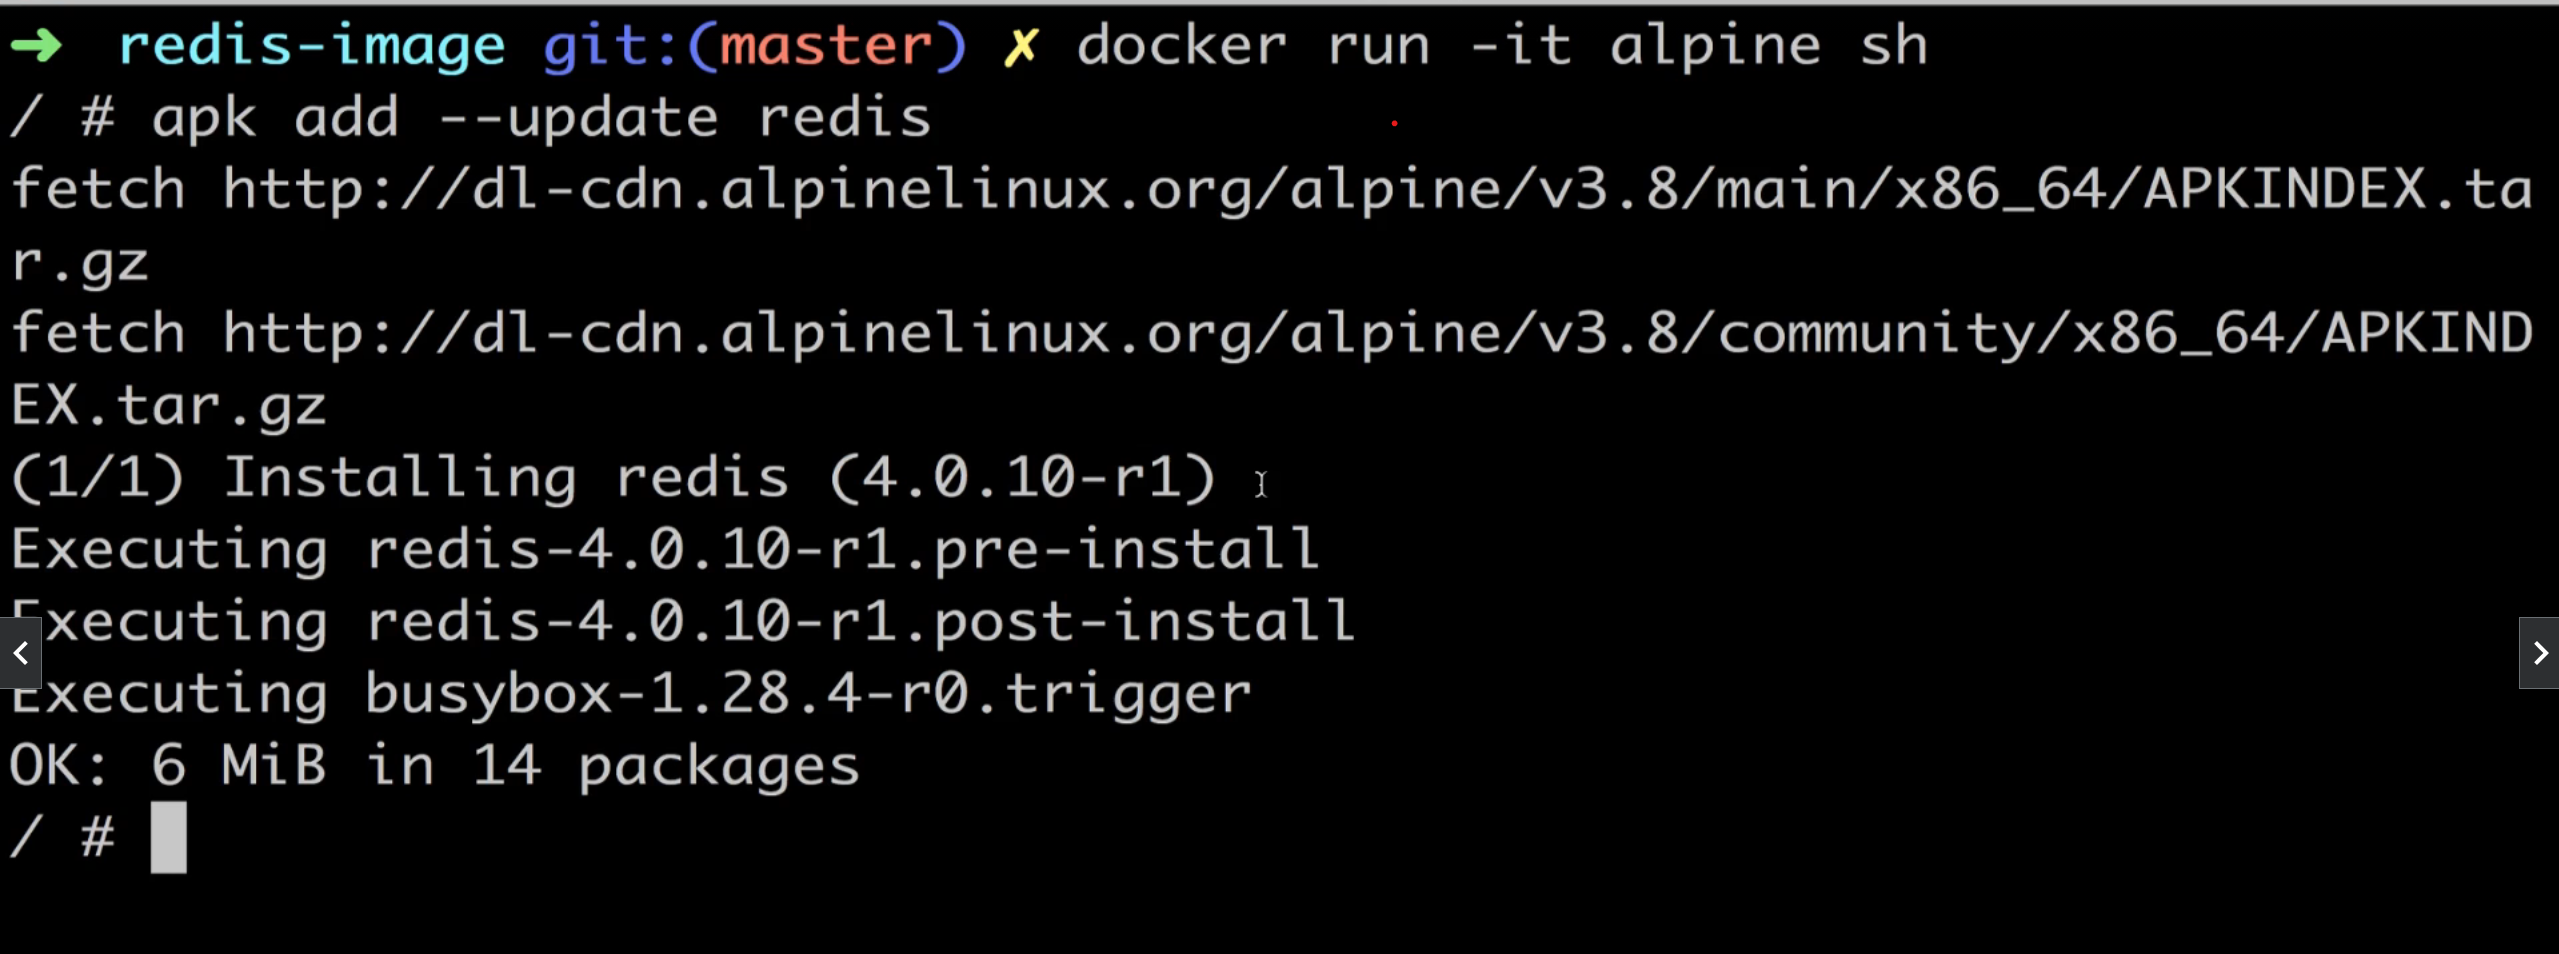 ➜  redis-image git:(master) ✗ docker run -it alpine sh
/ # apk add --update redis
fetch http://dl-cdn.alpinelinux.org/alpine/v3.8/main/x86_64/APKINDEX.ta
r.gz
fetch http://dl-cdn.alpinelinux.org/alpine/v3.8/community/x86_64/APKIND
EX.tar.gz
(1/1) Installing redis (4.0.10-r1)
Executing redis-4.0.10-r1.pre-install
Executing redis-4.0.10-r1.post-install
Executing busybox-1.28.4-r0.trigger
OK: 6 MiB in 14 packages
/ #